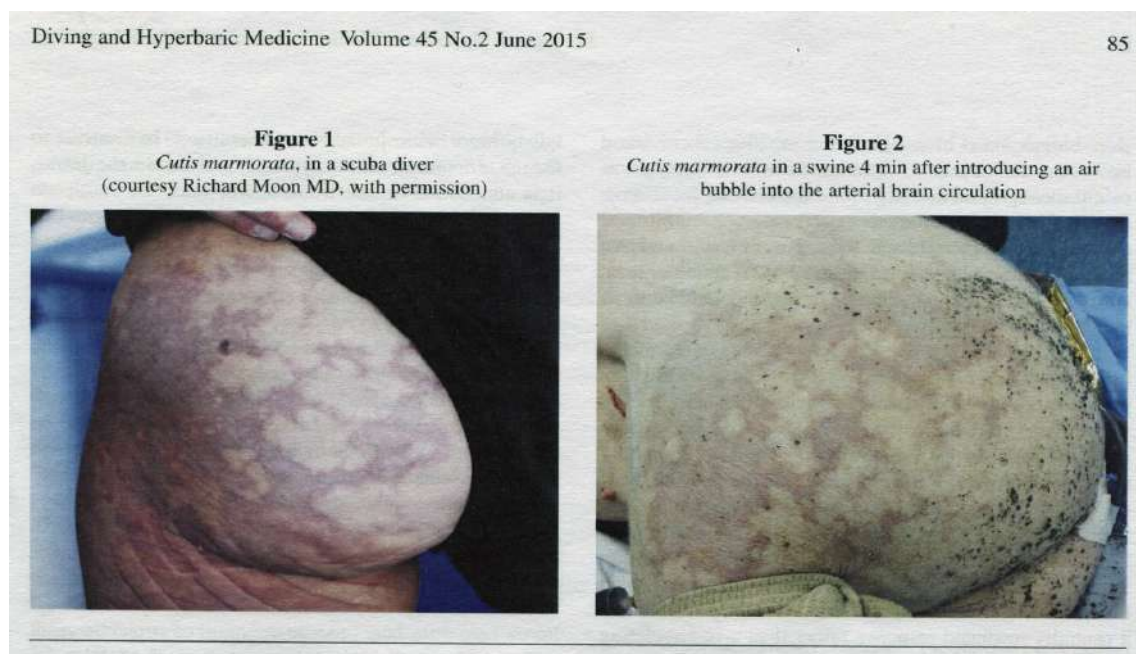 Diving and Hyperbaric Medicine Volume 45 No.2 June 2015
85
Figure 1
Cutis marmorata, in a scuba diver
(courtesy Richard Moon MD, with permission)
Figure 2
Cutis marmorata in a swine 4 min after introducing an air
bubble into the arterial brain circulation